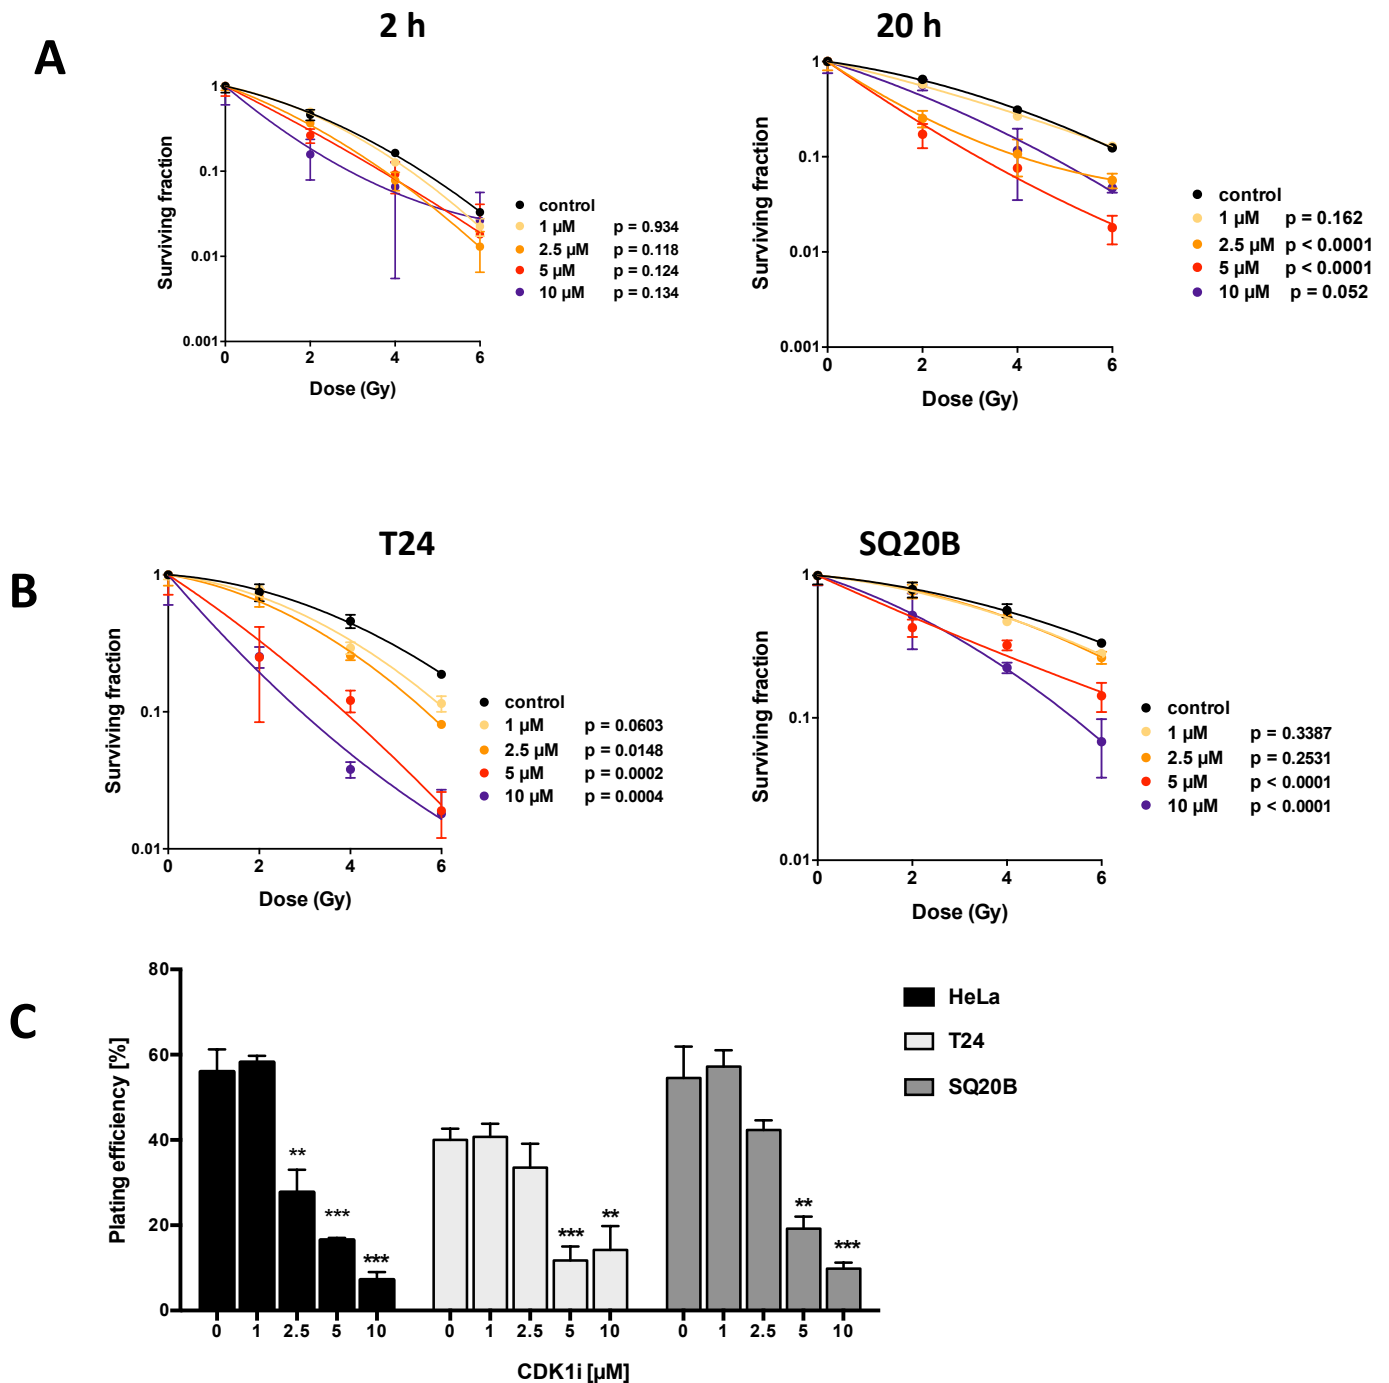 A
2 h
20 h
Surviving fraction
1
0.1
0.01
0.001
0 2 4 6
Dose (Gy)
control
1 µM p = 0.934
2.5 µM p = 0.118
5 µM p = 0.124
10 µM p = 0.134
Surviving fraction
1
0.1
0.01
0.001
0 2 4 6
Dose (Gy)
control
1 µM p = 0.162
2.5 µM p < 0.0001
5 µM p < 0.0001
10 µM p = 0.052
B
T24
SQ20B
Surviving fraction
1
0.1
0.01
0 2 4 6
Dose (Gy)
control
1 µM p = 0.0603
2.5 µM p = 0.0148
5 µM p = 0.0002
10 µM p = 0.0004
Surviving fraction
1
0.1
0.01
0 2 4 6
Dose (Gy)
control
1 µM p = 0.3387
2.5 µM p = 0.2531
5 µM p < 0.0001
10 µM p < 0.0001
C
Plating efficiency [%]
80
60
40
20
0
** *** *** *** ** ** ***
0 1 2.5 5 10 0 1 2.5 5 10 0 1 2.5 5 10
CDK1i [µM]
HeLa
T24
SQ20B